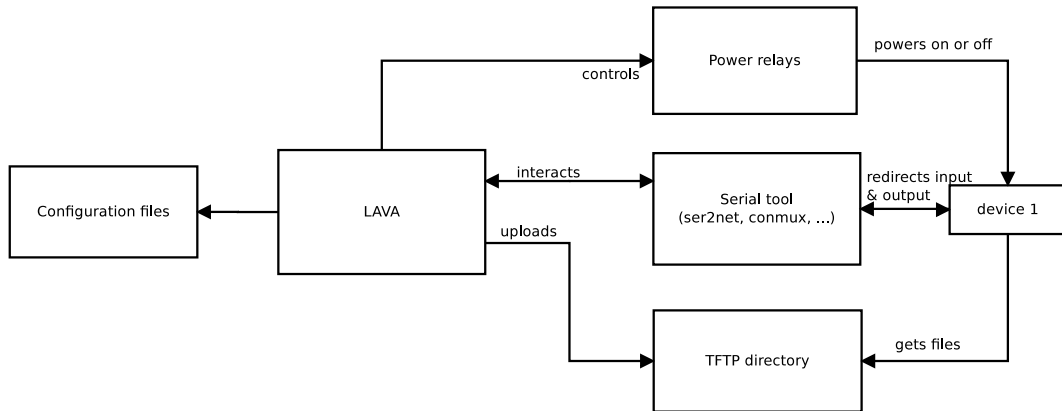 Power relays
powers on or off
controls
Configuration files
LAVA
interacts
Serial tool
(ser2net, conmux, ...)
redirects input
& output
device 1
uploads
TFTP directory
gets files